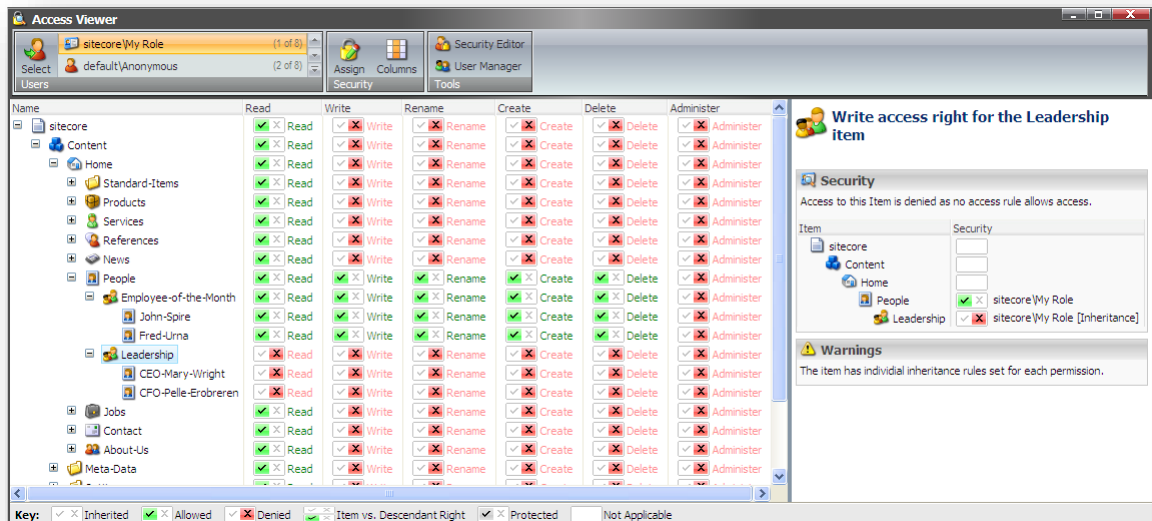 Access Viewer
sitecore\My Role (1 of 8)
default\Anonymous (2 of 8)
Select
Users
Assign Columns
Security
Security Editor
User Manager
Tools
Name Read Write Rename Create Delete Administer
sitecore Read Write Rename Create Delete Administer
Content Read Write Rename Create Delete Administer
Home Read Write Rename Create Delete Administer
Standard-Items Read Write Rename Create Delete Administer
Products Read Write Rename Create Delete Administer
Services Read Write Rename Create Delete Administer
References Read Write Rename Create Delete Administer
News Read Write Rename Create Delete Administer
People Read Write Rename Create Delete Administer
Employee-of-the-Month Read Write Rename Create Delete Administer
John-Spire Read Write Rename Create Delete Administer
Fred-Urna Read Write Rename Create Delete Administer
Leadership Read Write Rename Create Delete Administer
CEO-Mary-Wright Read Write Rename Create Delete Administer
CFO-Pelle-Erobreren Read Write Rename Create Delete Administer
Jobs Read Write Rename Create Delete Administer
Contact Read Write Rename Create Delete Administer
About-Us Read Write Rename Create Delete Administer
Meta-Data Read Write Rename Create Delete Administer
Write access right for the Leadership
item
Security
Access to this Item is denied as no access rule allows access.
Item Security
sitecore
Content
Home
People sitecore\My Role
Leadership sitecore\My Role [Inheritance]
Warnings
The item has individial inheritance rules set for each permission.
Key: Inherited Allowed Denied Item vs. Descendant Right Protected Not Applicable